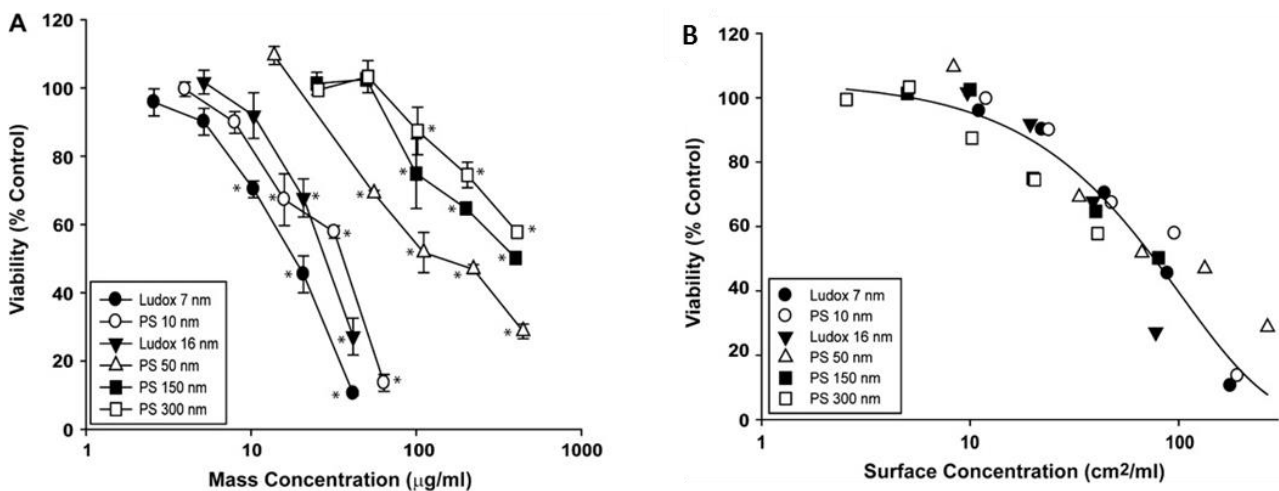 A
120
100
80
60
40
20
0
Viability (% Control)
Ludox 7 nm
PS 10 nm
Ludox 16 nm
PS 50 nm
PS 150 nm
PS 300 nm
1
10
100
1000
Mass Concentration (μg/ml)
* * * * * * * * * * * * * * * * * *
B
120
100
80
60
40
20
0
Viability (% Control)
Ludox 7 nm
PS 10 nm
Ludox 16 nm
PS 50 nm
PS 150 nm
PS 300 nm
1
10
100
Surface Concentration (cm2/ml)